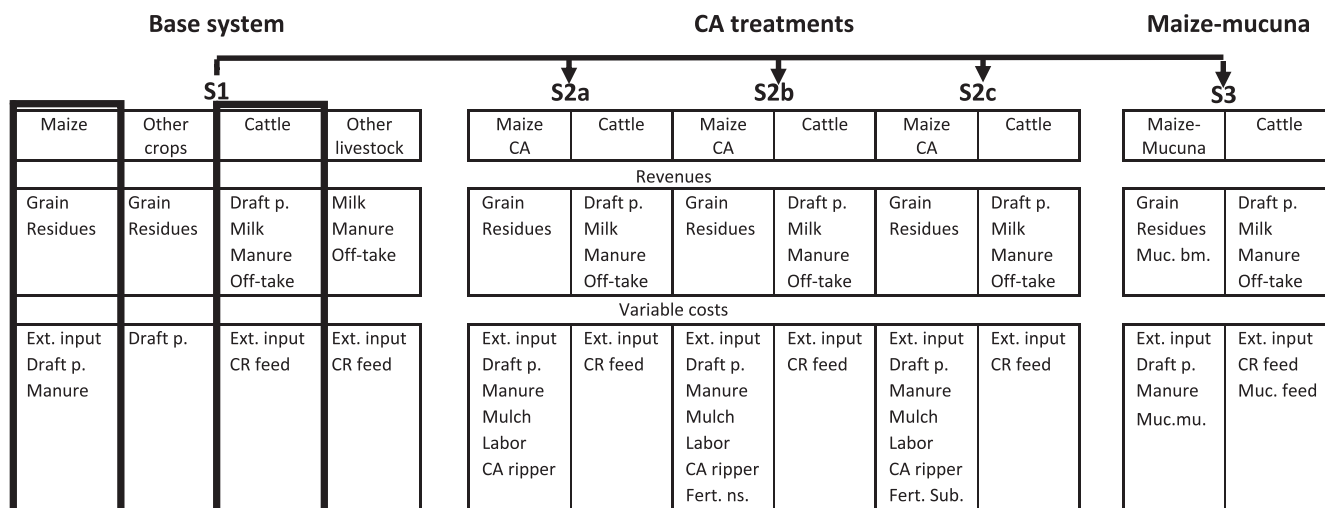 Base system CA treatments Maize-mucuna
S1 S2a S2b S2c S3
Maize Other Cattle Other Maize Cattle Maize Cattle Maize Cattle Maize- Cattle
crops livestock CA CA CA Mucuna
Revenues
Grain Grain Draft p. Milk Grain Draft p. Grain Draft p. Grain Draft p. Grain Draft p.
Residues Residues Milk Manure Residues Milk Residues Milk Residues Milk Residues Milk
Manure Off-take Manure Manure Manure Muc. bm. Manure
Off-take Off-take Off-take Off-take Off-take
Variable costs
Ext. input Draft p. Ext. input Ext. input Ext. input Ext. input Ext. input Ext. input Ext. input Ext. input Ext. input Ext. input
Draft p. CR feed CR feed Draft p. CR feed Draft p. CR feed Draft p. CR feed Draft p. CR feed
Manure Manure Manure Manure Manure Muc. feed
Mulch Mulch Mulch Muc.mu.
Labor Labor Labor
CA ripper CA ripper CA ripper
Fert. ns. Fert. Sub.